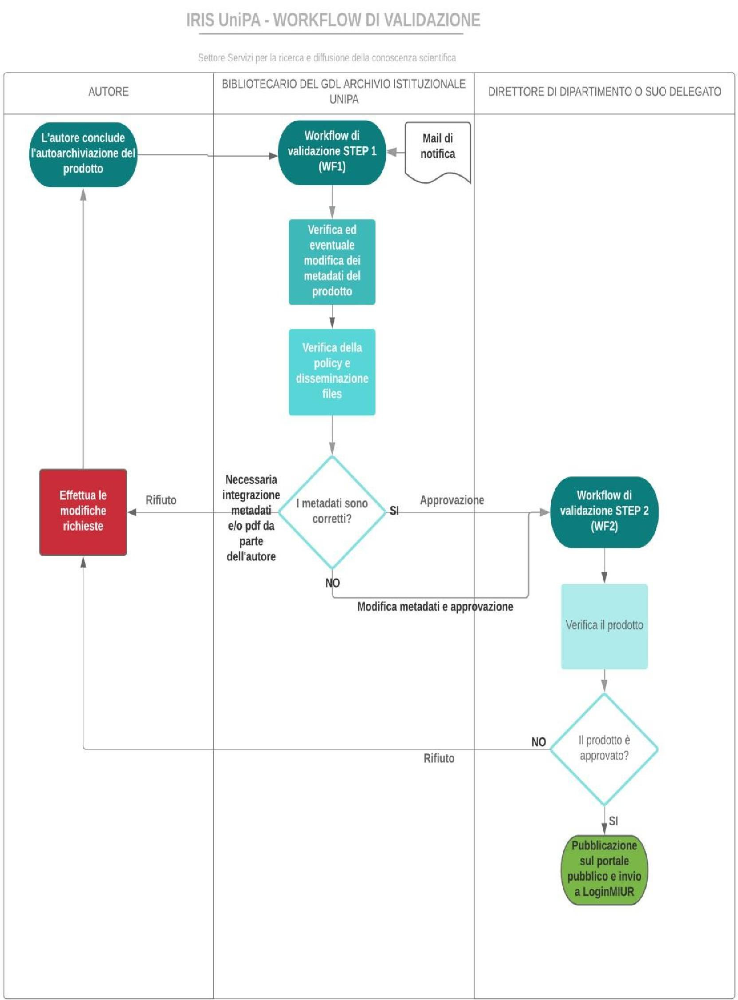 IRIS UniPA - WORKFLOW DI VALIDAZIONE
Settore Servizi per la ricerca e diffusione della conoscenza scientifica
AUTORE
BIBLIOTECARIO DEL GDL ARCHIVIO ISTITUZIONALE
UNIPA
DIRETTORE DI DIPARTIMENTO O SUO DELEGATO
L'autore conclude
l'autoarchiviazione del
prodotto
Workflow di
validazione STEP 1
(WF1)
Mail di
notifica
Verifica ed
eventuale
modifica dei
metadati del
prodotto
Verifica della
policy e
disseminazione
files
Effettua le
modifiche
richieste
Rifiuto
Necessaria
integrazione
metadati
e/o pdf da
parte
dell'autore
I metadati sono
corretti?
SI
Approvazione
Workflow di
validazione STEP 2
(WF2)
NO
Modifica metadati e approvazione
Verifica il prodotto
NO
Il prodotto è
approvato?
Rifiuto
SI
Pubblicazione
sul portale
pubblico e invio
a LoginMIUR